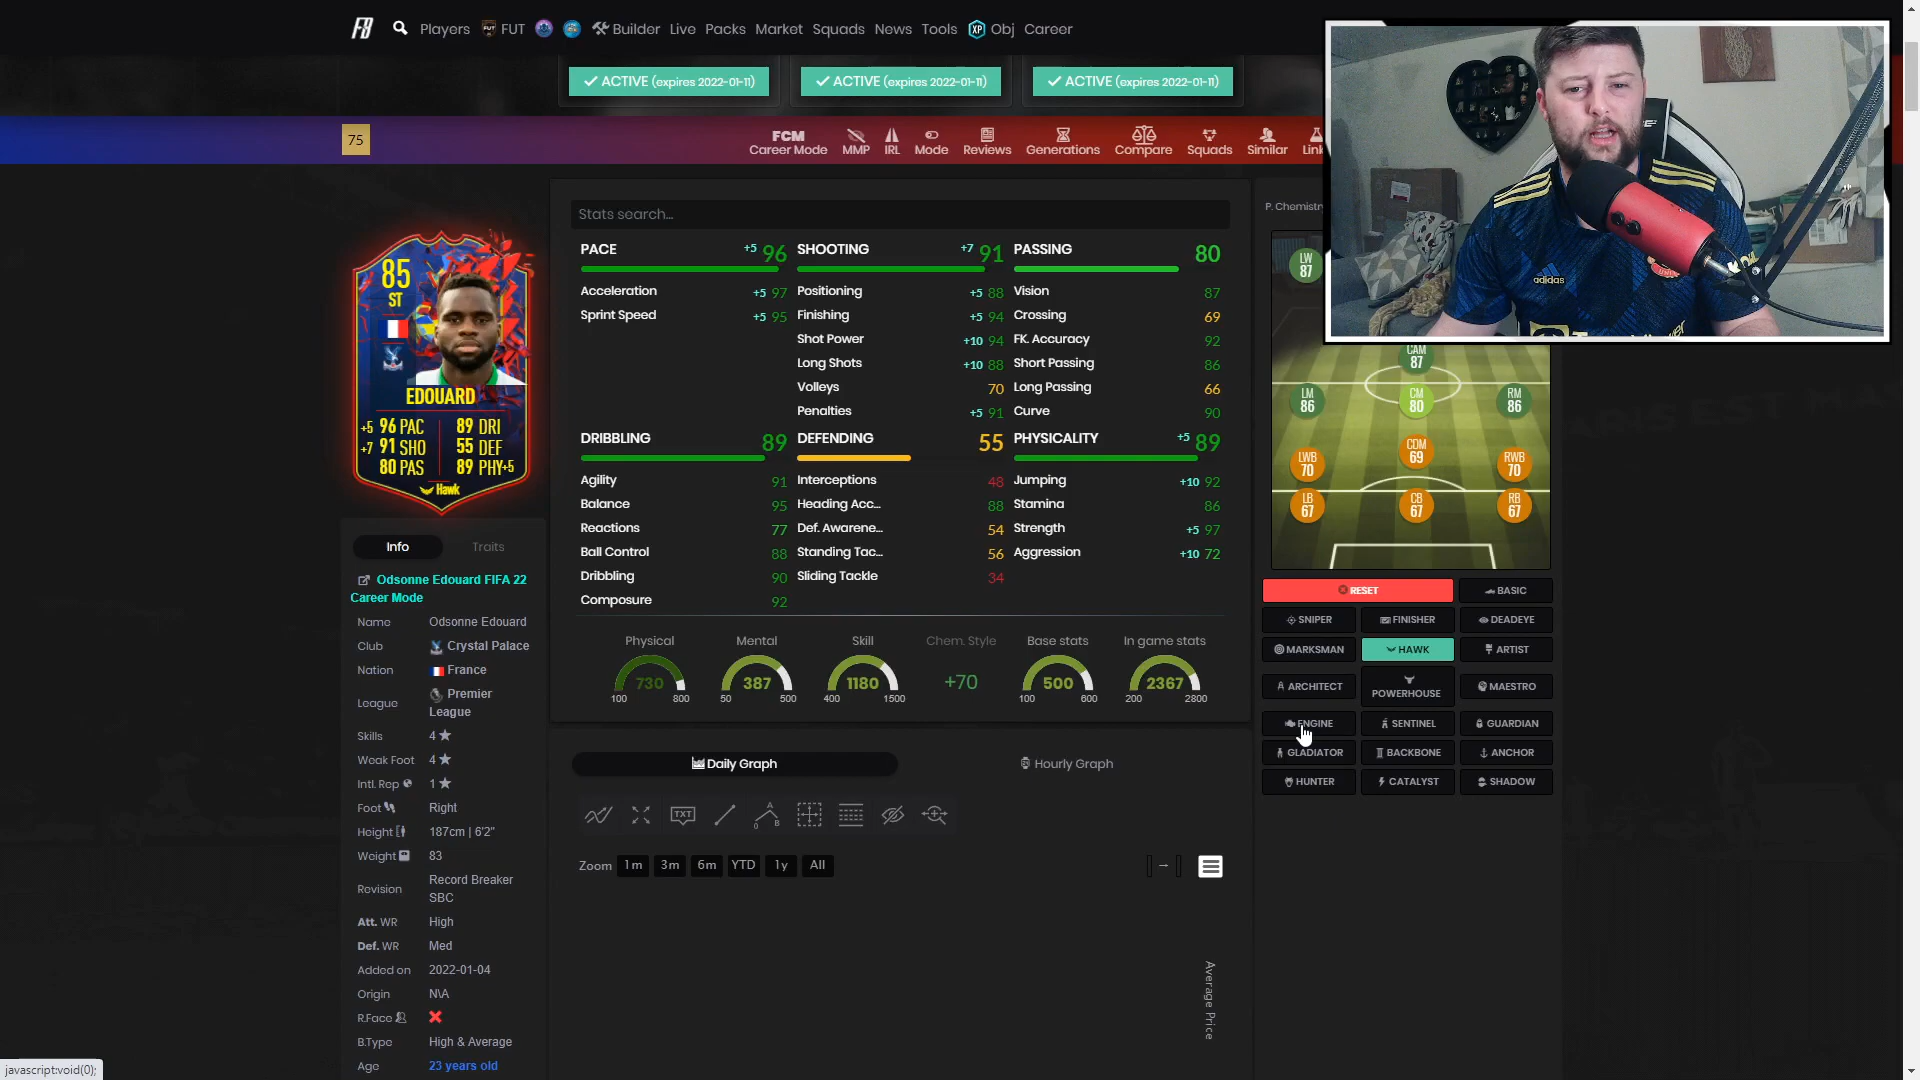 FB Players FUT Builder Live Packs Market Squads News Tools XP Obj Career
ACTIVE (expires 2022-01-11) ACTIVE (expires 2022-01-11) ACTIVE (expires 2022-01-11)
75
FCM
Career Mode MMP IRL Mode Reviews Generations Compare Squads Similar Link
85
ST
EDOUARD
+5 96 PAC 89 DRI
+7 91 SHO 55 DEF
80 PAS 89 PHY+5
Hawk
Stats search...
PACE +5 96
Acceleration +5 97
Sprint Speed +5 95
SHOOTING +7 91
Positioning +5 88
Finishing +5 94
Shot Power +10 94
Long Shots +10 88
Volleys 70
Penalties +5 91
PASSING 80
Vision 87
Crossing 69
FK. Accuracy 92
Short Passing 86
Long Passing 66
Curve 90
DRIBBLING 89
Agility 91
Balance 95
Reactions 77
Ball Control 88
Dribbling 90
Composure 92
DEFENDING 55
Interceptions 48
Heading Acc... 88
Def. Awarene... 54
Standing Tac... 56
Sliding Tackle 34
PHYSICALITY +5 89
Jumping +10 92
Stamina 86
Strength +5 97
Aggression +10 72
Physical Mental Skill Chem. Style Base stats In game stats
730 387 1180 +70 500 2367
100 800 50 500 400 1500 100 600 200 2800
Info Traits
Odsonne Edouard FIFA 22
Career Mode
Name Odsonne Edouard
Club Crystal Palace
Nation France
League Premier
League
Skills 4
Weak Foot 4
Intl. Rep 1
Foot Right
Height 187cm | 6'2"
Weight 83
Revision Record Breaker
SBC
Att. WR High
Def. WR Med
Added on 2022-01-04
Origin N\A
R.Face
B.Type High & Average
Age 23 years old
Daily Graph Hourly Graph
TXT
A
0 B
Zoom 1m 3m 6m YTD 1y All
→
Average Price
P. Chemistry
LW
87
CAM
87
LM
86
CM
80
RM
86
LWB
70
CDM
69
RWB
70
LB
67
CB
67
RB
67
RESET BASIC
SNIPER FINISHER DEADEYE
MARKSMAN HAWK ARTIST
ARCHITECT POWERHOUSE MAESTRO
ENGINE SENTINEL GUARDIAN
GLADIATOR BACKBONE ANCHOR
HUNTER CATALYST SHADOW
adidas
javascript:void(0);